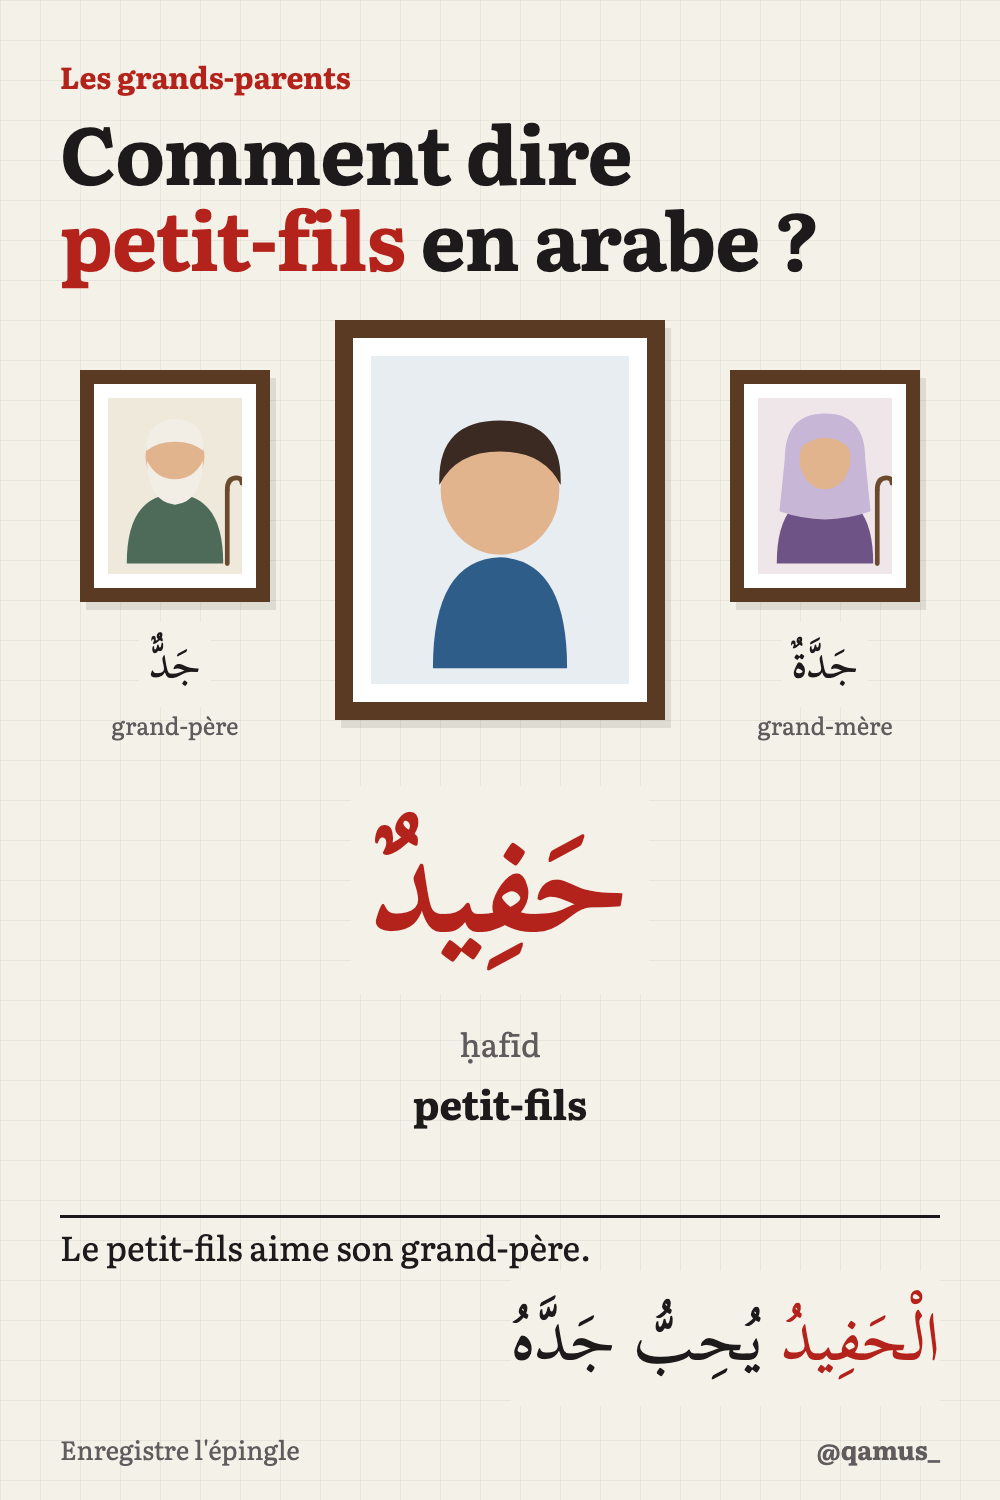 Les grands-parents
Comment dire
petit-fils en arabe ?
جَدٌّ
grand-père
جَدَّةٌ
grand-mère
حَفِيدٌ
ḥafīd
petit-fils
Le petit-fils aime son grand-père.
الْحَفِيدُ يُحِبُّ جَدَّهُ
Enregistre l'épingle
@qamus_